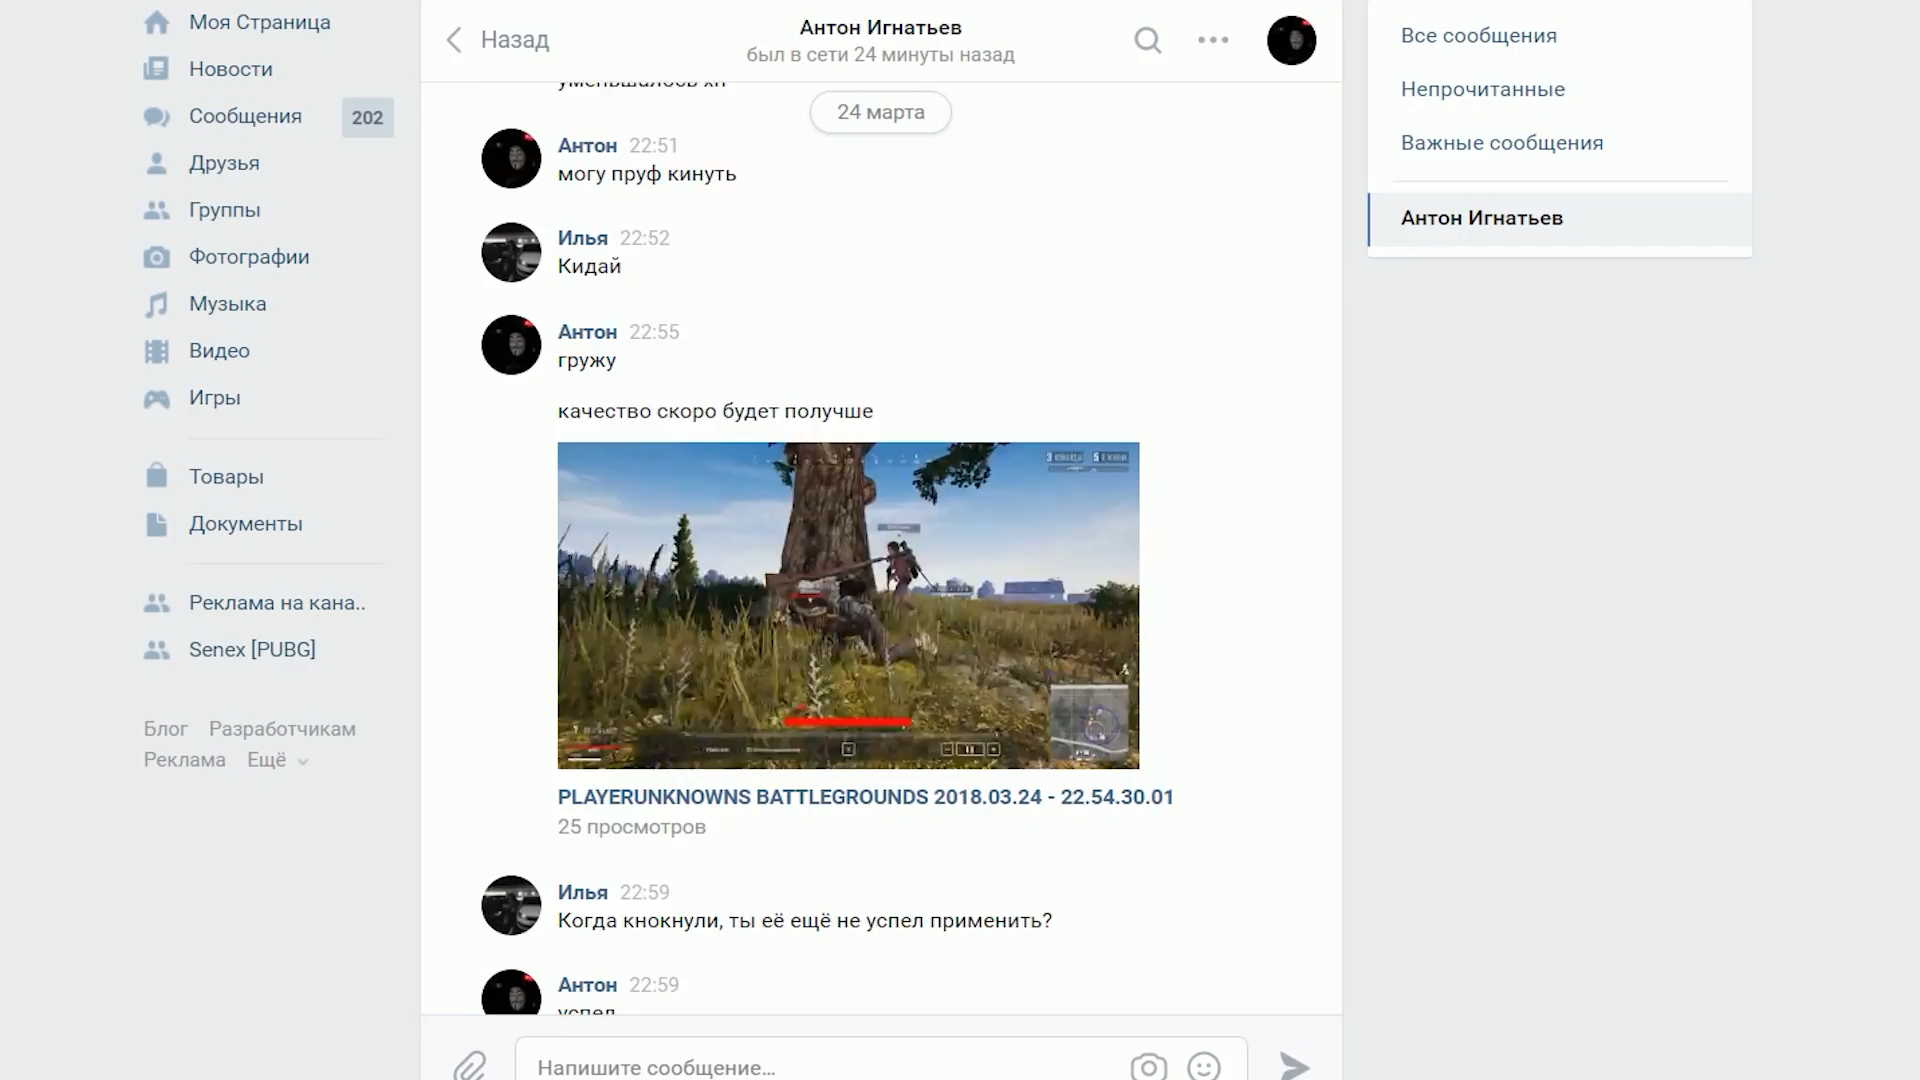 Моя Страница
Новости
Сообщения 202
Друзья
Группы
Фотографии
Музыка
Видео
Игры
Товары
Документы
Реклама на кана..
Senex [PUBG]
Блог Разработчикам
Реклама Ещё
Назад
Антон Игнатьев
был в сети 24 минуты назад
24 марта
Антон 22:51
могу пруф кинуть
Илья 22:52
Кидай
Антон 22:55
гружу
качество скоро будет получше
PLAYERUNKNOWNS BATTLEGROUNDS 2018.03.24 - 22.54.30.01
25 просмотров
Илья 22:59
Когда кнокнули, ты её ещё не успел применить?
Антон 22:59
успел
Напишите сообщение...
Все сообщения
Непрочитанные
Важные сообщения
Антон Игнатьев